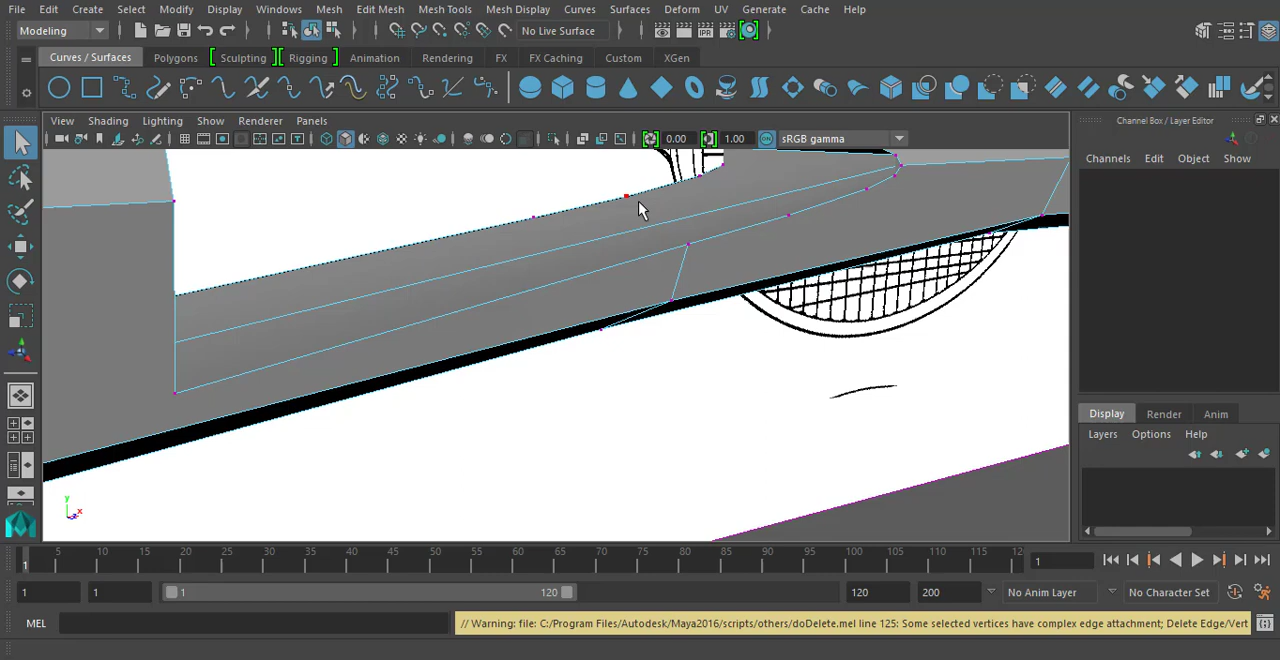 File Edit Create Select Modify Display Windows Mesh Edit Mesh Mesh Tools Mesh Display Curves Surfaces Deform UV Generate Cache Help
Modeling No Live Surface
Curves / Surfaces Polygons Sculpting Rigging Animation Rendering FX FX Caching Custom XGen
View Shading Lighting Show Renderer Panels
0.00 1.00 ON sRGB gamma
Channel Box / Layer Editor
Channels Edit Object Show
Display Render Anim
Layers Options Help
y
x
z
5 10 15 20 25 30 35 40 45 50 55 60 65 70 75 80 85 90 95 100 105 110 115 12
1 1
1 1 1 120 120 200 No Anim Layer No Character Set
MEL // Warning: file: C:/Program Files/Autodesk/Maya2016/scripts/others/doDelete.mel line 125: Some selected vertices have complex edge attachment; Delete Edge/Vert